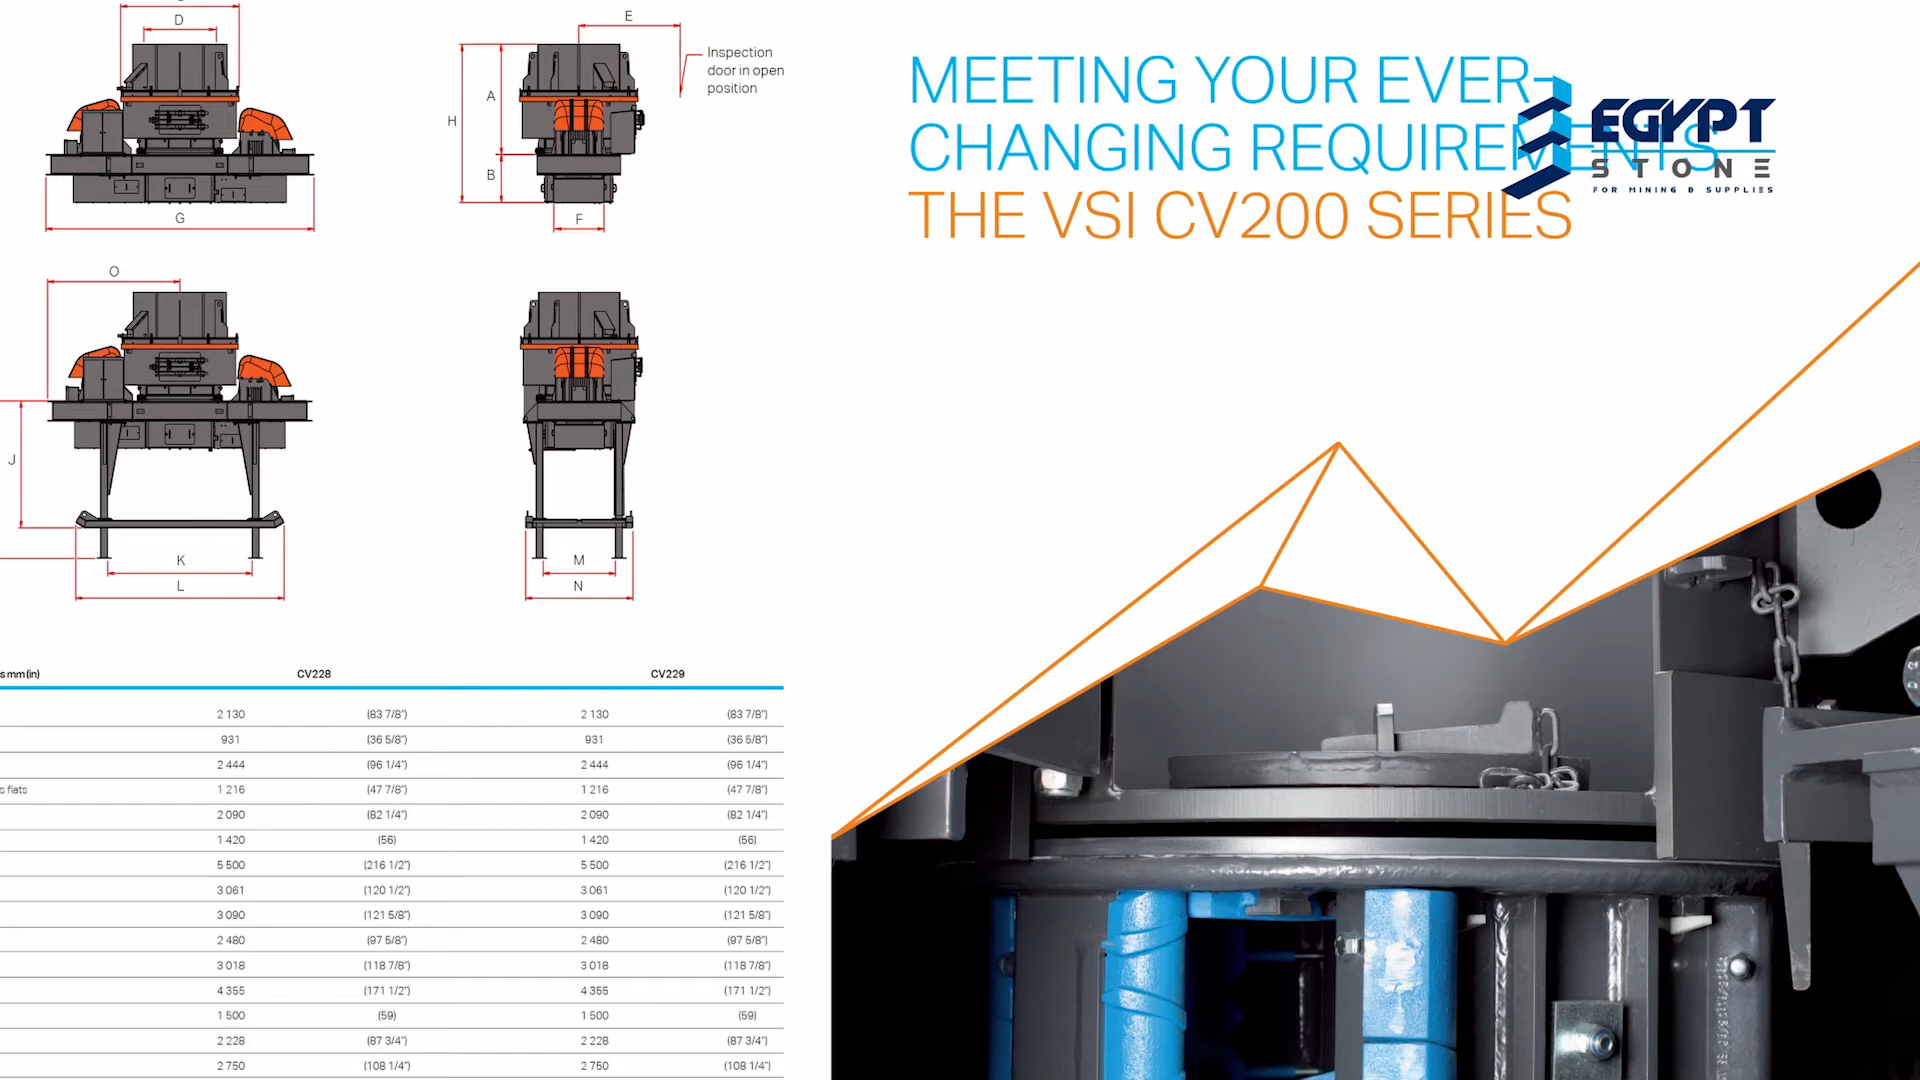 D
E
Inspection
door in open
position
A
H
B
G
F
O
J
K
L
M
N
s mm (in) CV228 CV229
2 130 (83 7/8") 2 130 (83 7/8")
931 (36 5/8") 931 (36 5/8")
2 444 (96 1/4") 2 444 (96 1/4")
s flats 1 216 (47 7/8") 1 216 (47 7/8")
2 090 (82 1/4") 2 090 (82 1/4")
1 420 (56) 1 420 (56)
5 500 (216 1/2") 5 500 (216 1/2")
3 061 (120 1/2") 3 061 (120 1/2")
3 090 (121 5/8") 3 090 (121 5/8")
2 480 (97 5/8") 2 480 (97 5/8")
3 018 (118 7/8") 3 018 (118 7/8")
4 355 (171 1/2") 4 355 (171 1/2")
1 500 (59) 1 500 (59)
2 228 (87 3/4") 2 228 (87 3/4")
2 750 (108 1/4") 2 750 (108 1/4")
MEETING YOUR EVER-
CHANGING REQUIREMENTS
THE VSI CV200 SERIES
EGYPT
STONE
FOR MINING & SUPPLIES